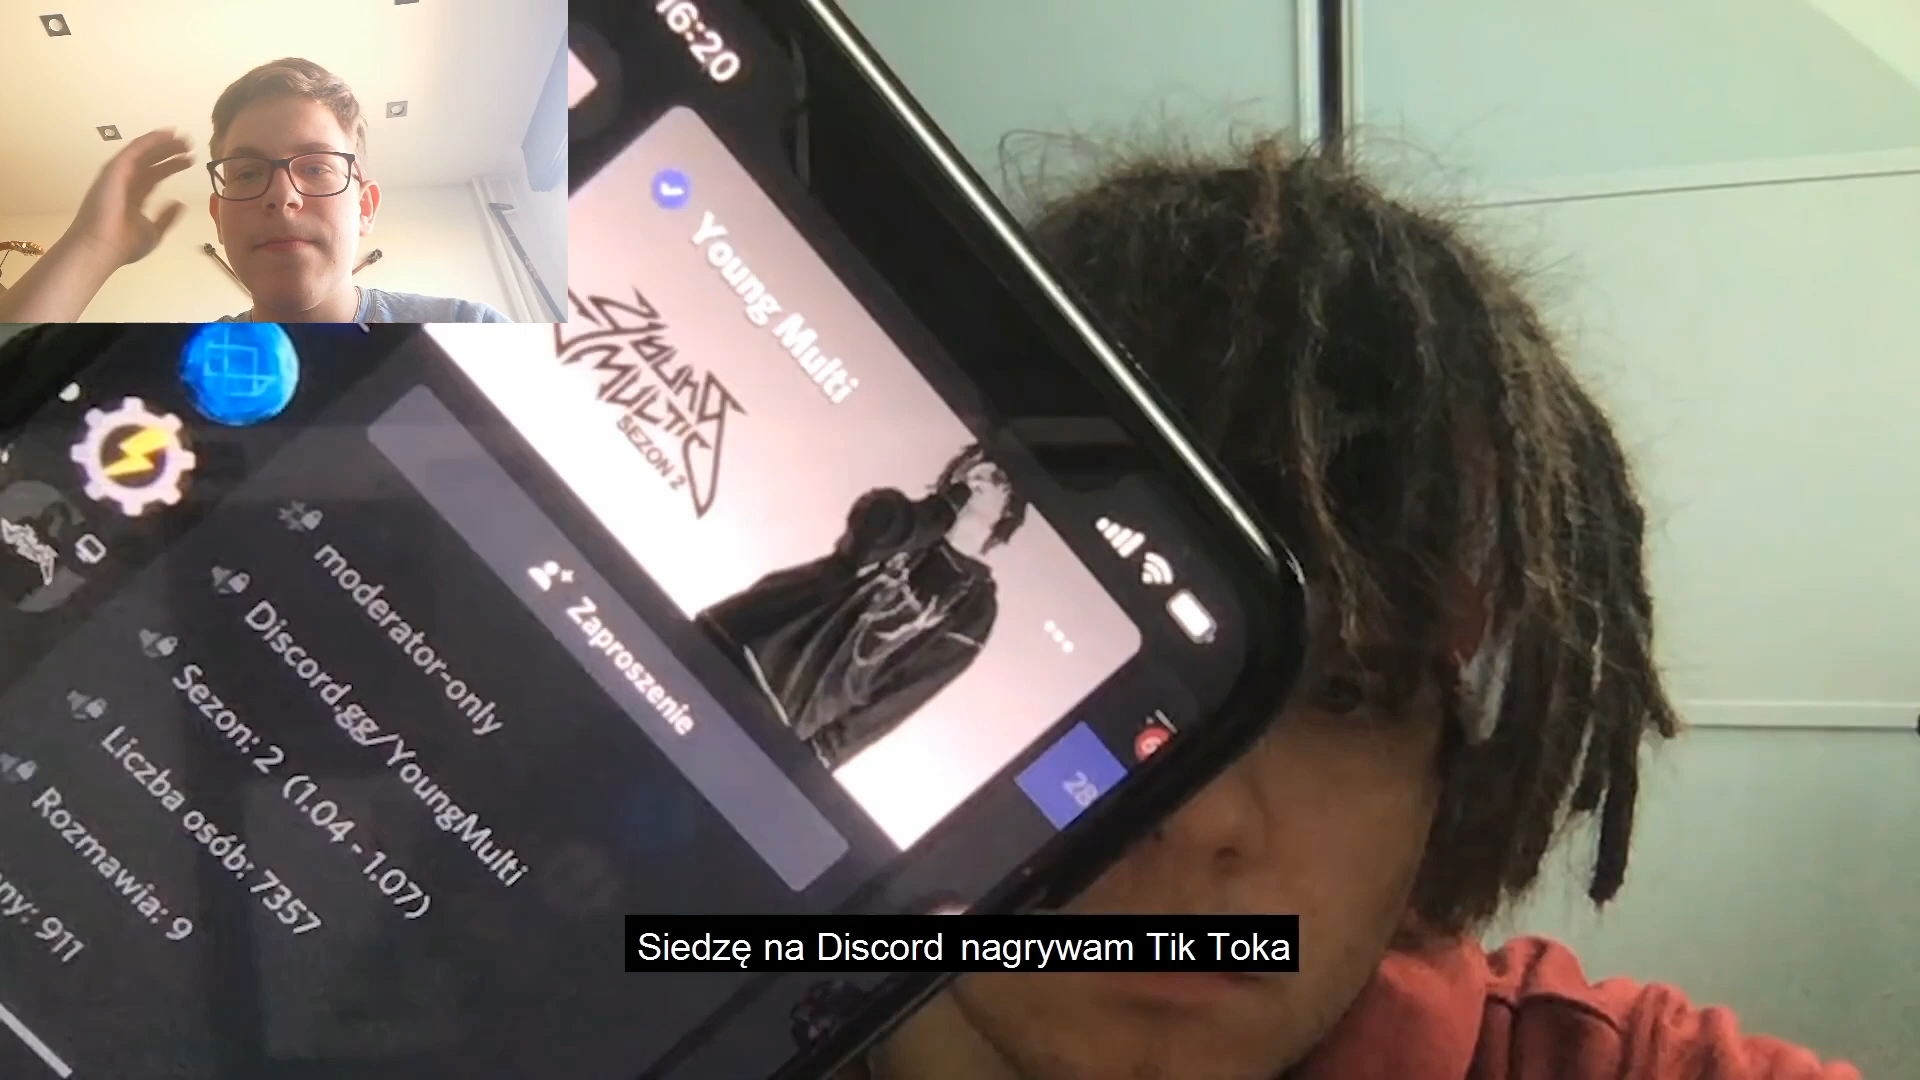 16:20
Young Multi
YOUNG
MULTI
SEZON 2
Zaproszenie
28
6
moderator-only
Discord.gg/YoungMulti
Sezon: 2 (1.04 - 1.07)
Liczba osób: 7357
Rozmawia: 9
ny: 911
Siedzę na Discord nagrywam Tik Toka